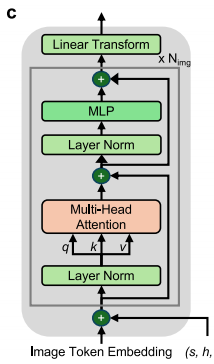 c
Linear Transform
x N_img
+
MLP
Layer Norm
+
Multi-Head
Attention
q k v
Layer Norm
+
Image Token Embedding (s, h,